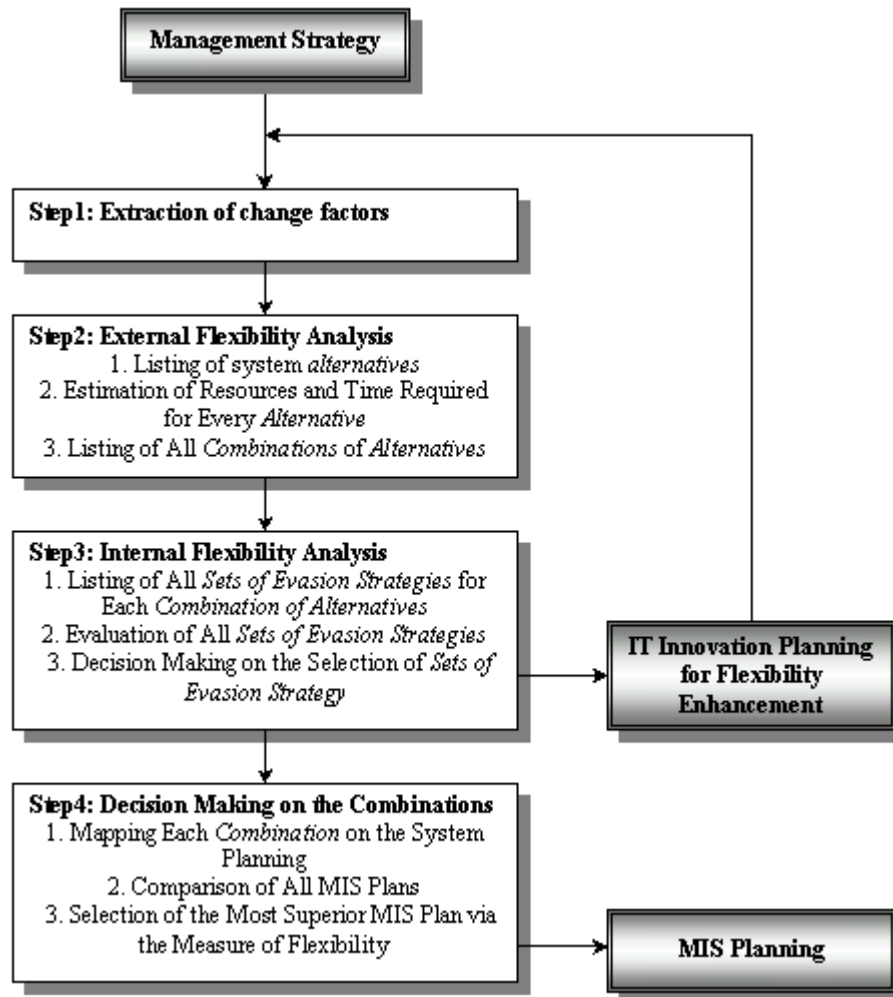 Management Strategy
Step1: Extraction of change factors
Step2: External Flexibility Analysis
1. Listing of system alternatives
2. Estimation of Resources and Time Required
for Every Alternative
3. Listing of All Combinations of Alternatives
Step3: Internal Flexibility Analysis
1. Listing of All Sets of Evasion Strategies for
Each Combination of Alternatives
2. Evaluation of All Sets of Evasion Strategies
3. Decision Making on the Selection of Sets of
Evasion Strategy
IT Innovation Planning
for Flexibility
Enhancement
Step4: Decision Making on the Combinations
1. Mapping Each Combination on the System
Planning
2. Comparison of All MIS Plans
3. Selection of the Most Superior MIS Plan via
the Measure of Flexibility
MIS Planning